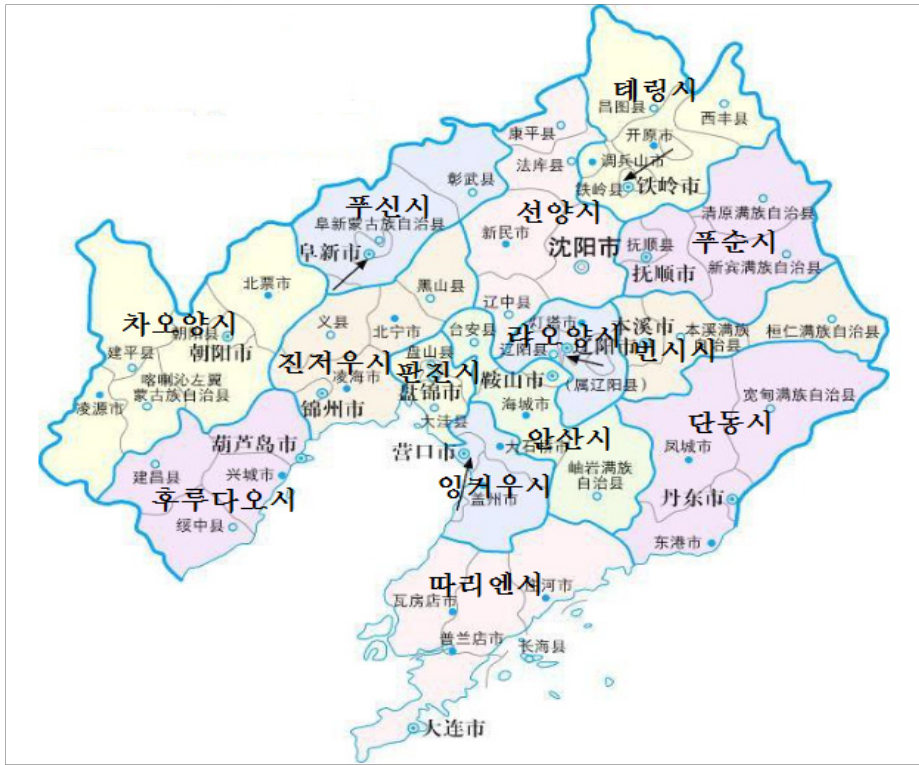 테링시
昌图县
西丰县
康平县
开原市
法库县
调兵山市
铁岭县
铁岭市
彰武县
푸신시
阜新蒙古族自治县
阜新市
선양시
新民市
沈阳市
清原满族自治县
抚顺县
푸순시
抚顺市
新宾满族自治县
北票市
黑山县
辽中县
차오양시
朝阳县
朝阳市
建平县
义县
北宁市
台安县
灯塔市
랴오양시
辽阳县
辽阳市
本溪市
번시시
本溪满族
自治县
桓仁满族自治县
진저우시
盘山县
판진시
凌海市
盘锦市
鞍山市
(属辽阳县)
喀喇沁左翼
蒙古族自治县
凌源市
锦州市
大洼县
海城市
宽甸满族自治县
단동시
葫芦岛市
营口市
大石桥市
안산시
凤城市
建昌县
兴城市
후루다오시
잉커우시
盖州市
岫岩满族
自治县
丹东市
绥中县
东港市
따리엔시
瓦房店市
庄河市
普兰店市
长海县
大连市